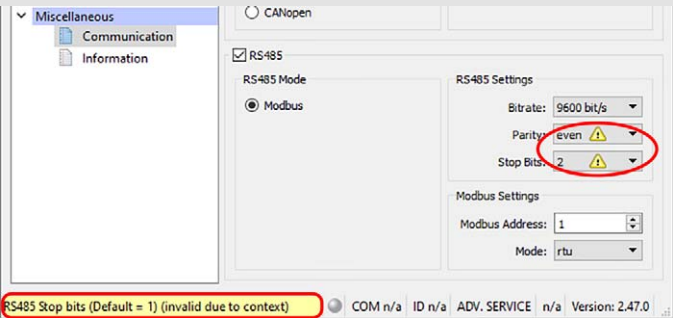 Miscellaneous
Communication
Information
CANopen
RS485
RS485 Mode
Modbus
RS485 Settings
Bitrate: 9600 bit/s
Parity: even
Stop Bits: 2
Modbus Settings
Modbus Address: 1
Mode: rtu
RS485 Stop bits (Default = 1) (invalid due to context) COM n/a ID n/a ADV. SERVICE n/a Version: 2.47.0